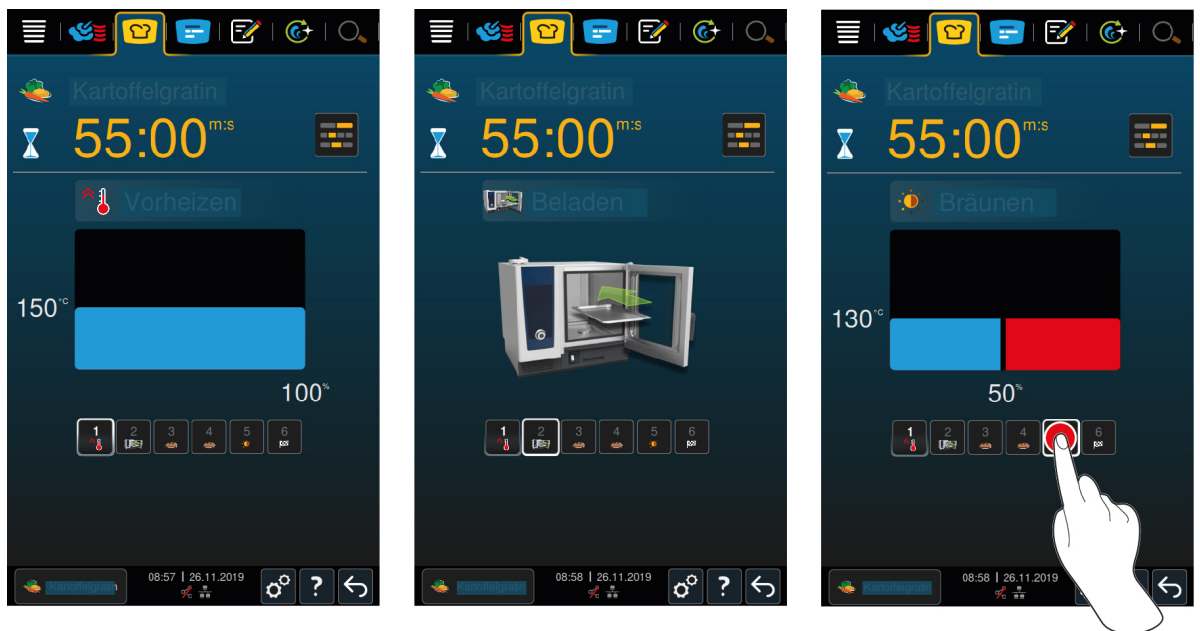 Kartoffelgratin
55:00 m:s
Vorheizen
150 °C
100 %
1 2 3 4 5 6
Kartoffelgratin
08:57 | 26.11.2019
?
Kartoffelgratin
55:00 m:s
Beladen
1 2 3 4 5 6
Kartoffelgratin
08:58 | 26.11.2019
?
Kartoffelgratin
55:00 m:s
Bräunen
130 °C
50 %
1 2 3 4 6
Kartoffelgratin
08:58 | 26.11.2019